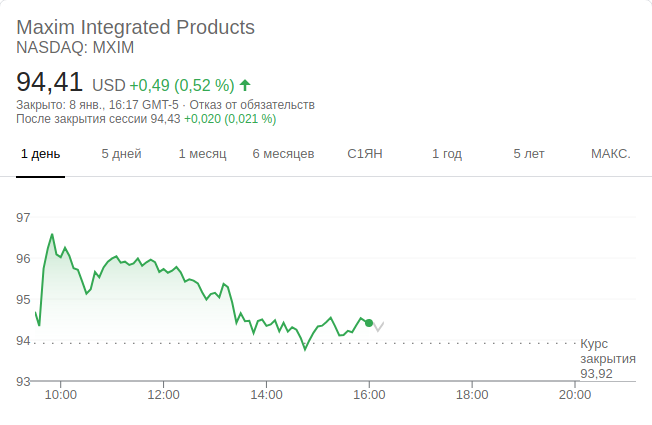 Maxim Integrated Products
NASDAQ: MXIM
94,41 USD +0,49 (0,52 %)
Закрыто: 8 янв., 16:17 GMT-5 · Отказ от обязательств
После закрытия сессии 94,43 +0,020 (0,021 %)
1 день 5 дней 1 месяц 6 месяцев С1ЯН 1 год 5 лет МАКС.
97
96
95
94
Курс
закрытия
93,92
93
10:00 12:00 14:00 16:00 18:00 20:00